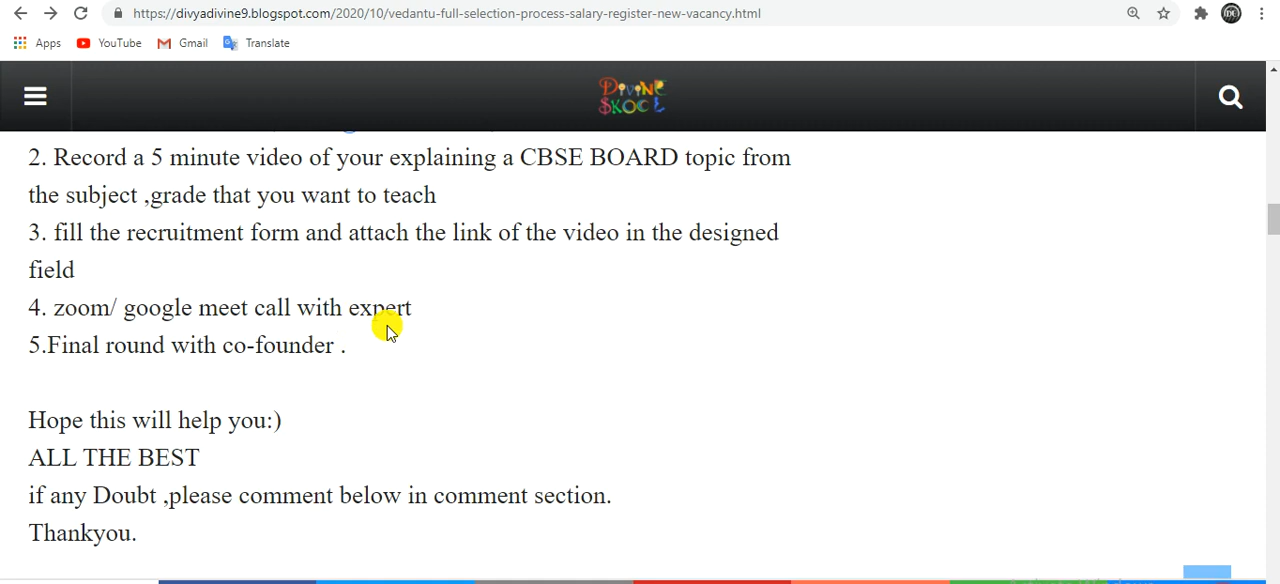 https://divyadivine9.blogspot.com/2020/10/vedantu-full-selection-process-salary-register-new-vacancy.html
Apps YouTube Gmail Translate
DiviNE
$KOOL
2. Record a 5 minute video of your explaining a CBSE BOARD topic from
the subject ,grade that you want to teach
3. fill the recruitment form and attach the link of the video in the designed
field
4. zoom/ google meet call with expert
5.Final round with co-founder .
Hope this will help you:)
ALL THE BEST
if any Doubt ,please comment below in comment section.
Thankyou.